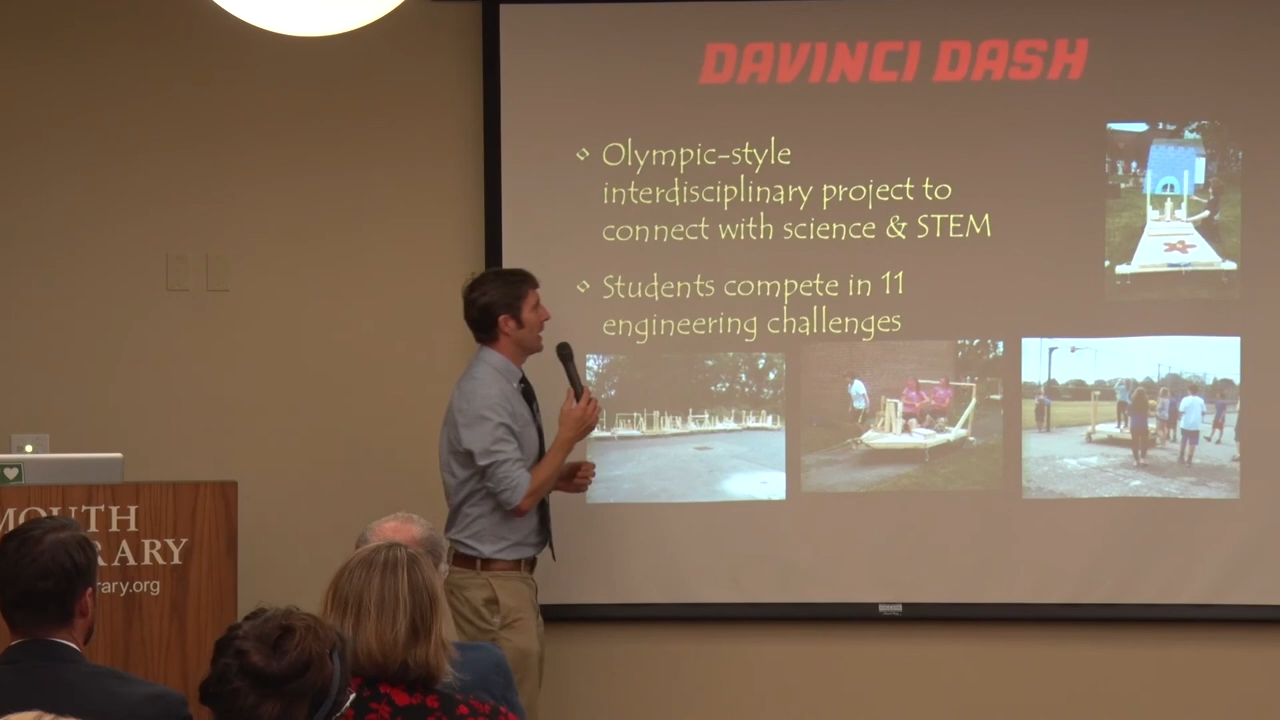 DAVINCI DASH
Olympic-style
interdisciplinary project to
connect with science & STEM
Students compete in 11
engineering challenges
MOUTH
RARY
rary.org